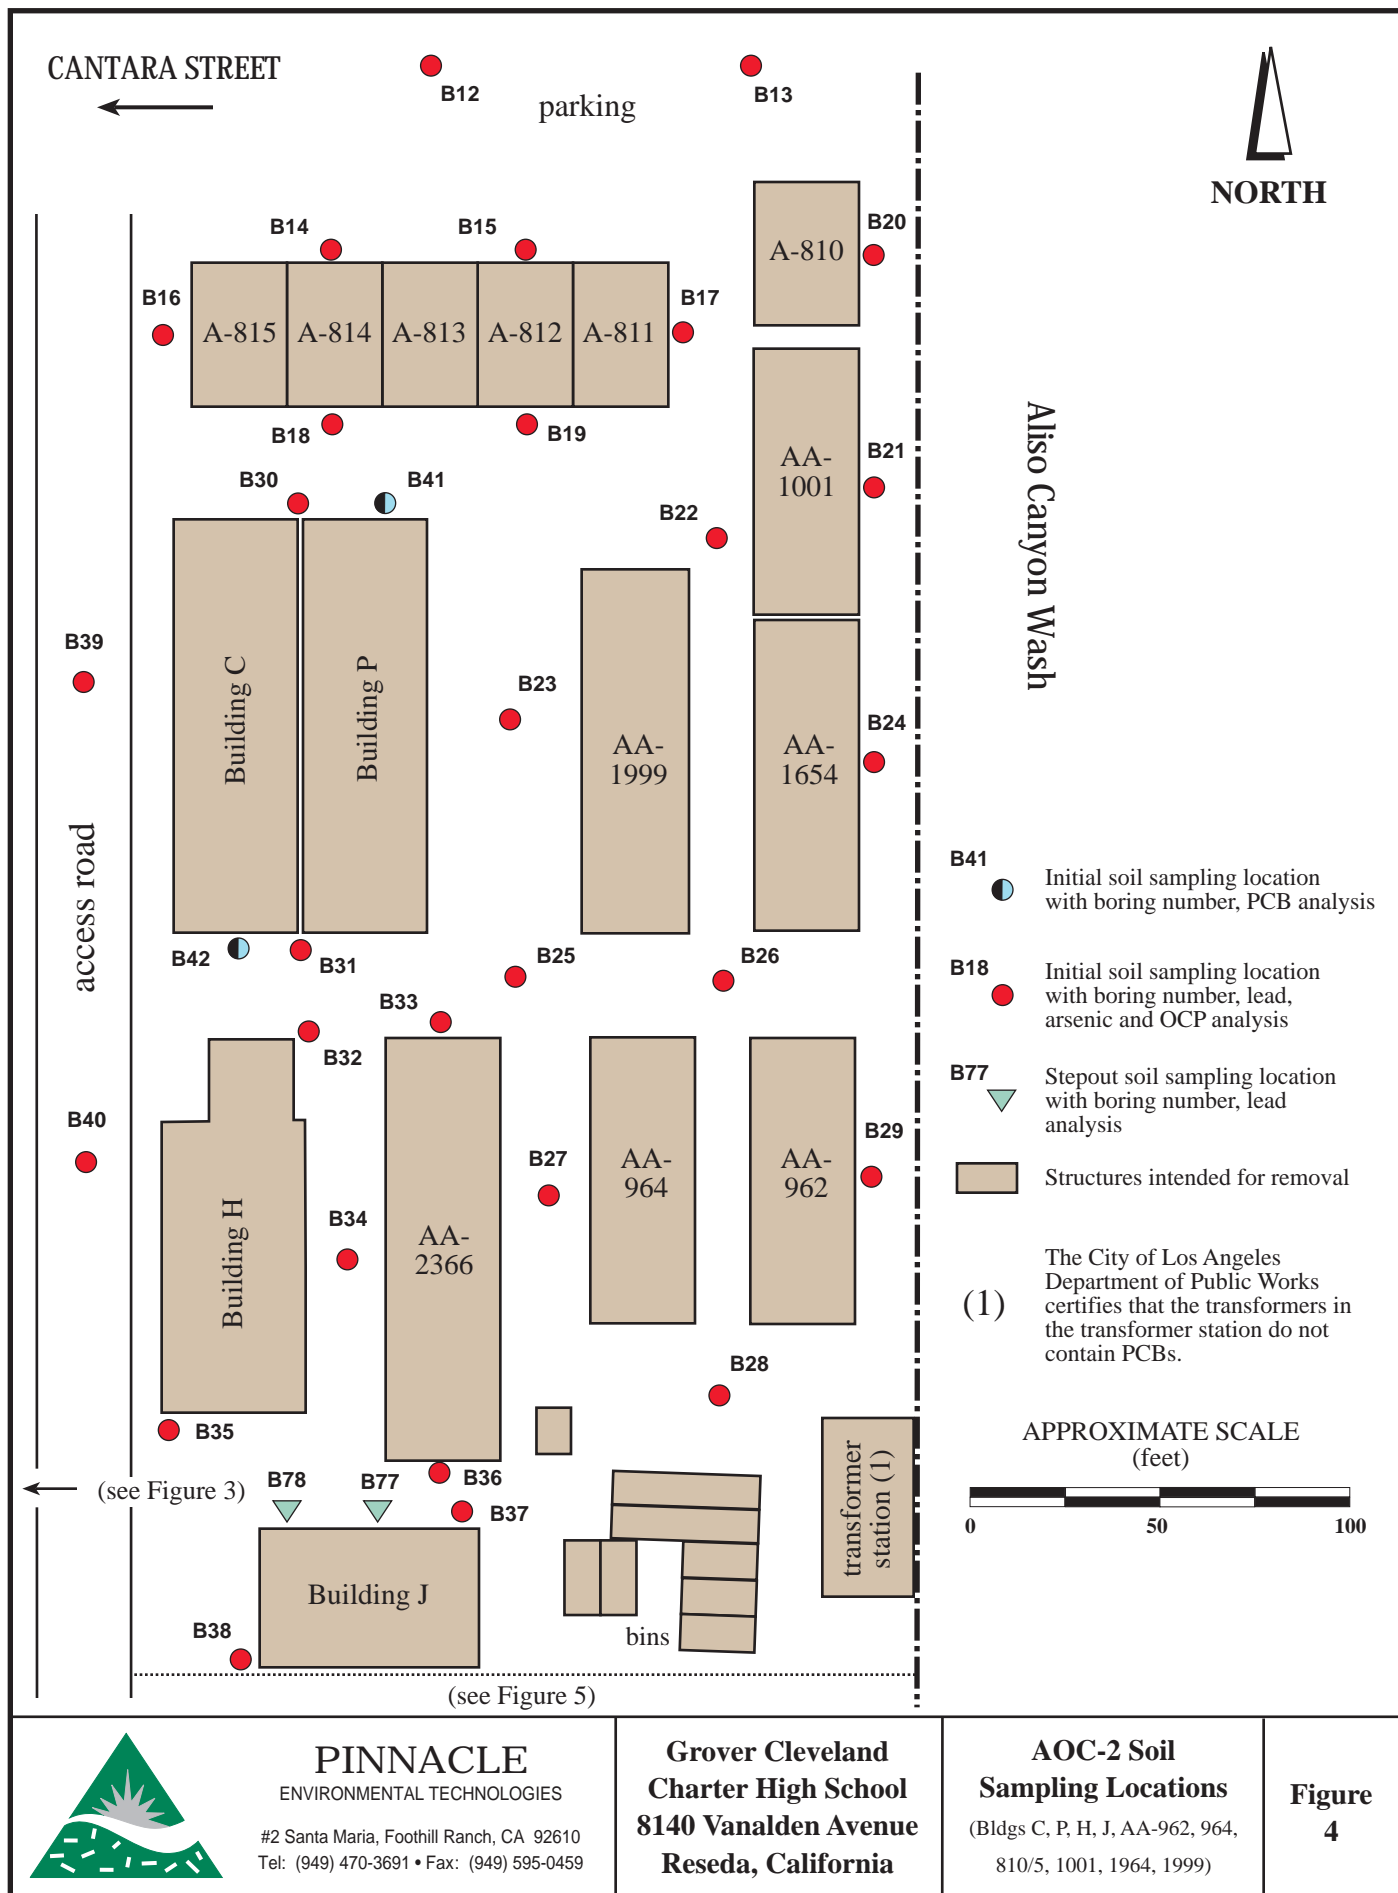 CANTARA STREET
B12
B13
parking
NORTH
B14
B15
B20
A-810
B16
B17
A-815
A-814
A-813
A-812
A-811
B18
B19
AA-
1001
B21
B30
B41
B22
Aliso Canyon Wash
B39
Building C
Building P
B23
AA-
1999
AA-
1654
B24
access road
B42
B31
B25
B26
B33
B32
B40
Building H
B34
AA-
2366
B27
AA-
964
AA-
962
B29
B28
B35
B36
(see Figure 3)
B78
B77
B37
transformer
station (1)
Building J
bins
B38
(see Figure 5)
B41
Initial soil sampling location
with boring number, PCB analysis
B18
Initial soil sampling location
with boring number, lead,
arsenic and OCP analysis
B77
Stepout soil sampling location
with boring number, lead
analysis
Structures intended for removal
(1)
The City of Los Angeles
Department of Public Works
certifies that the transformers in
the transformer station do not
contain PCBs.
APPROXIMATE SCALE
(feet)
0 50 100
PINNACLE
ENVIRONMENTAL TECHNOLOGIES
#2 Santa Maria, Foothill Ranch, CA 92610
Tel: (949) 470-3691 • Fax: (949) 595-0459
Grover Cleveland
Charter High School
8140 Vanalden Avenue
Reseda, California
AOC-2 Soil
Sampling Locations
(Bldgs C, P, H, J, AA-962, 964,
810/5, 1001, 1964, 1999)
Figure
4